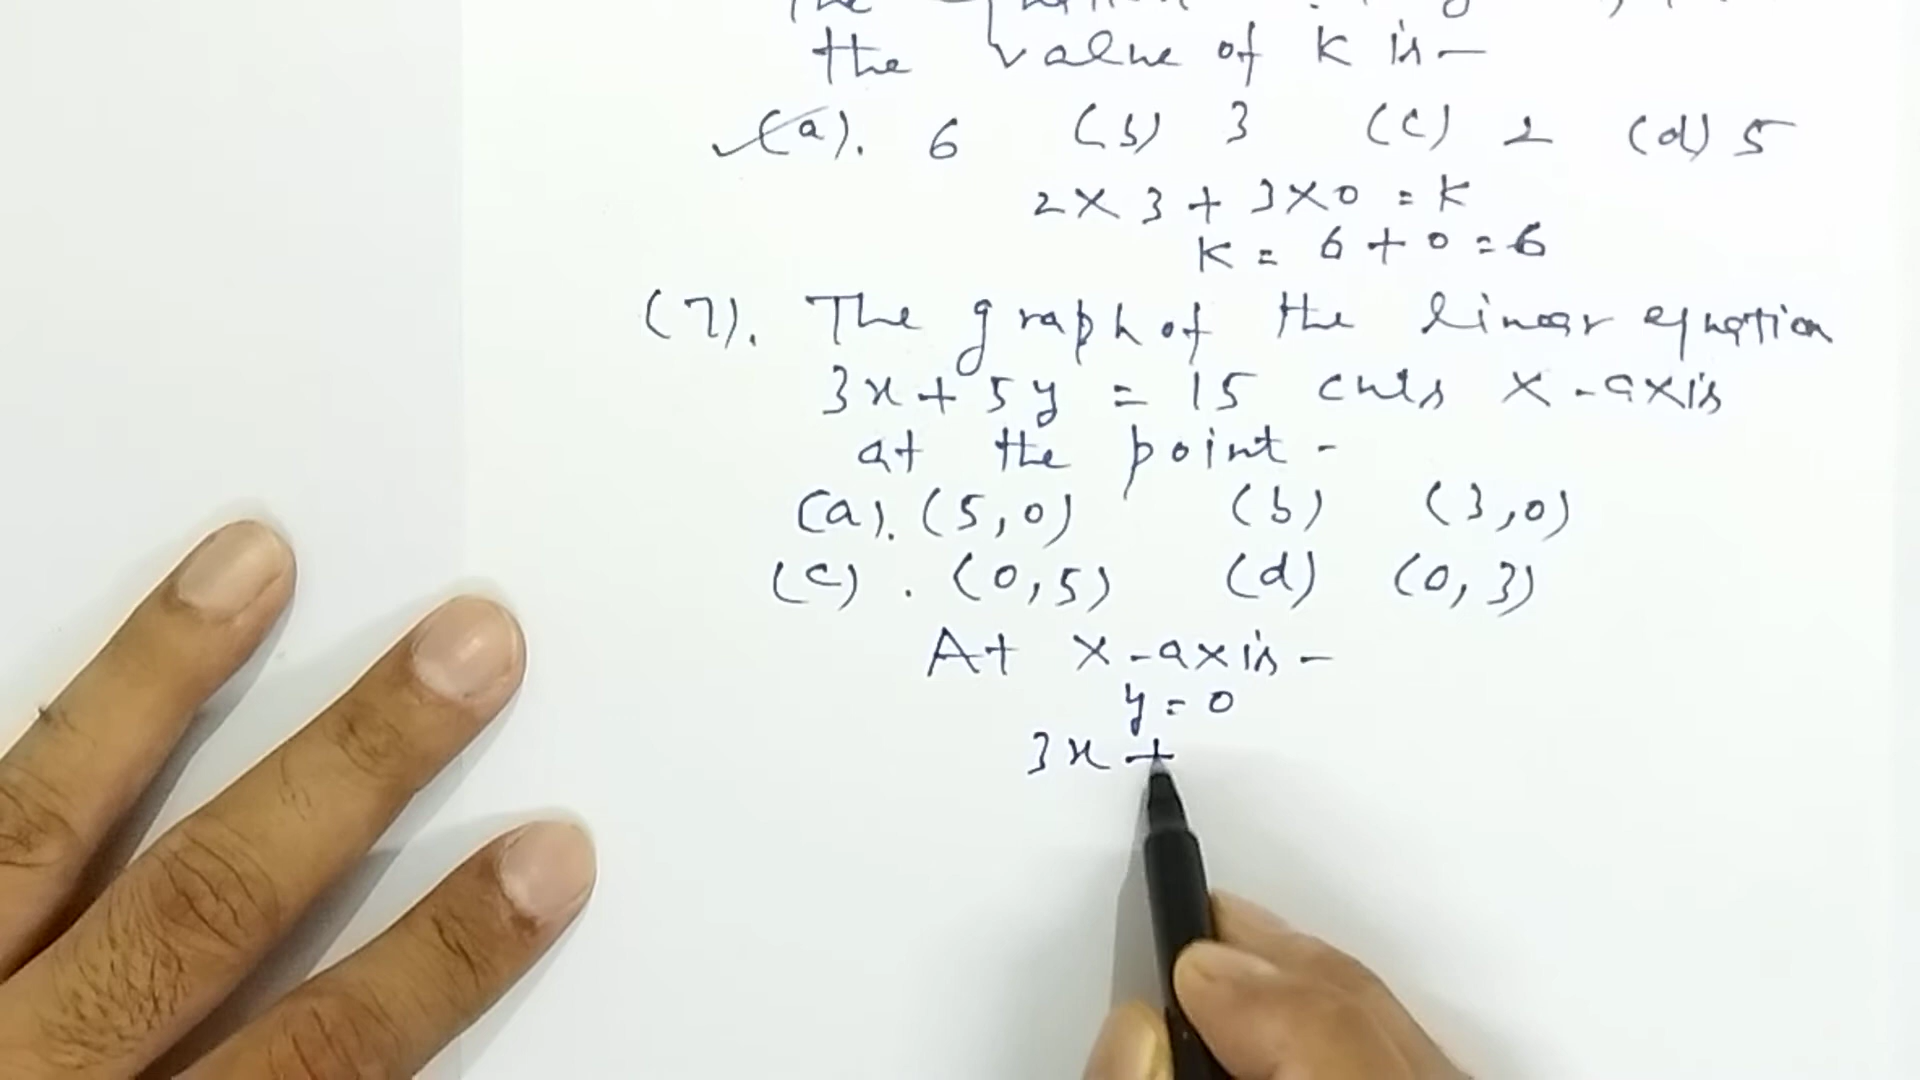 the value of K is—
(a). 6 (b) 3 (c) 2 (d) 5
2×3+3×0 = K
K = 6+0 = 6
(7). The graph of the linear equation
3x+5y = 15 cuts X-axis
at the point -
(a). (5,0) (b) (3,0)
(c). (0,5) (d) (0,3)
At X-axis-
y = 0
3x +